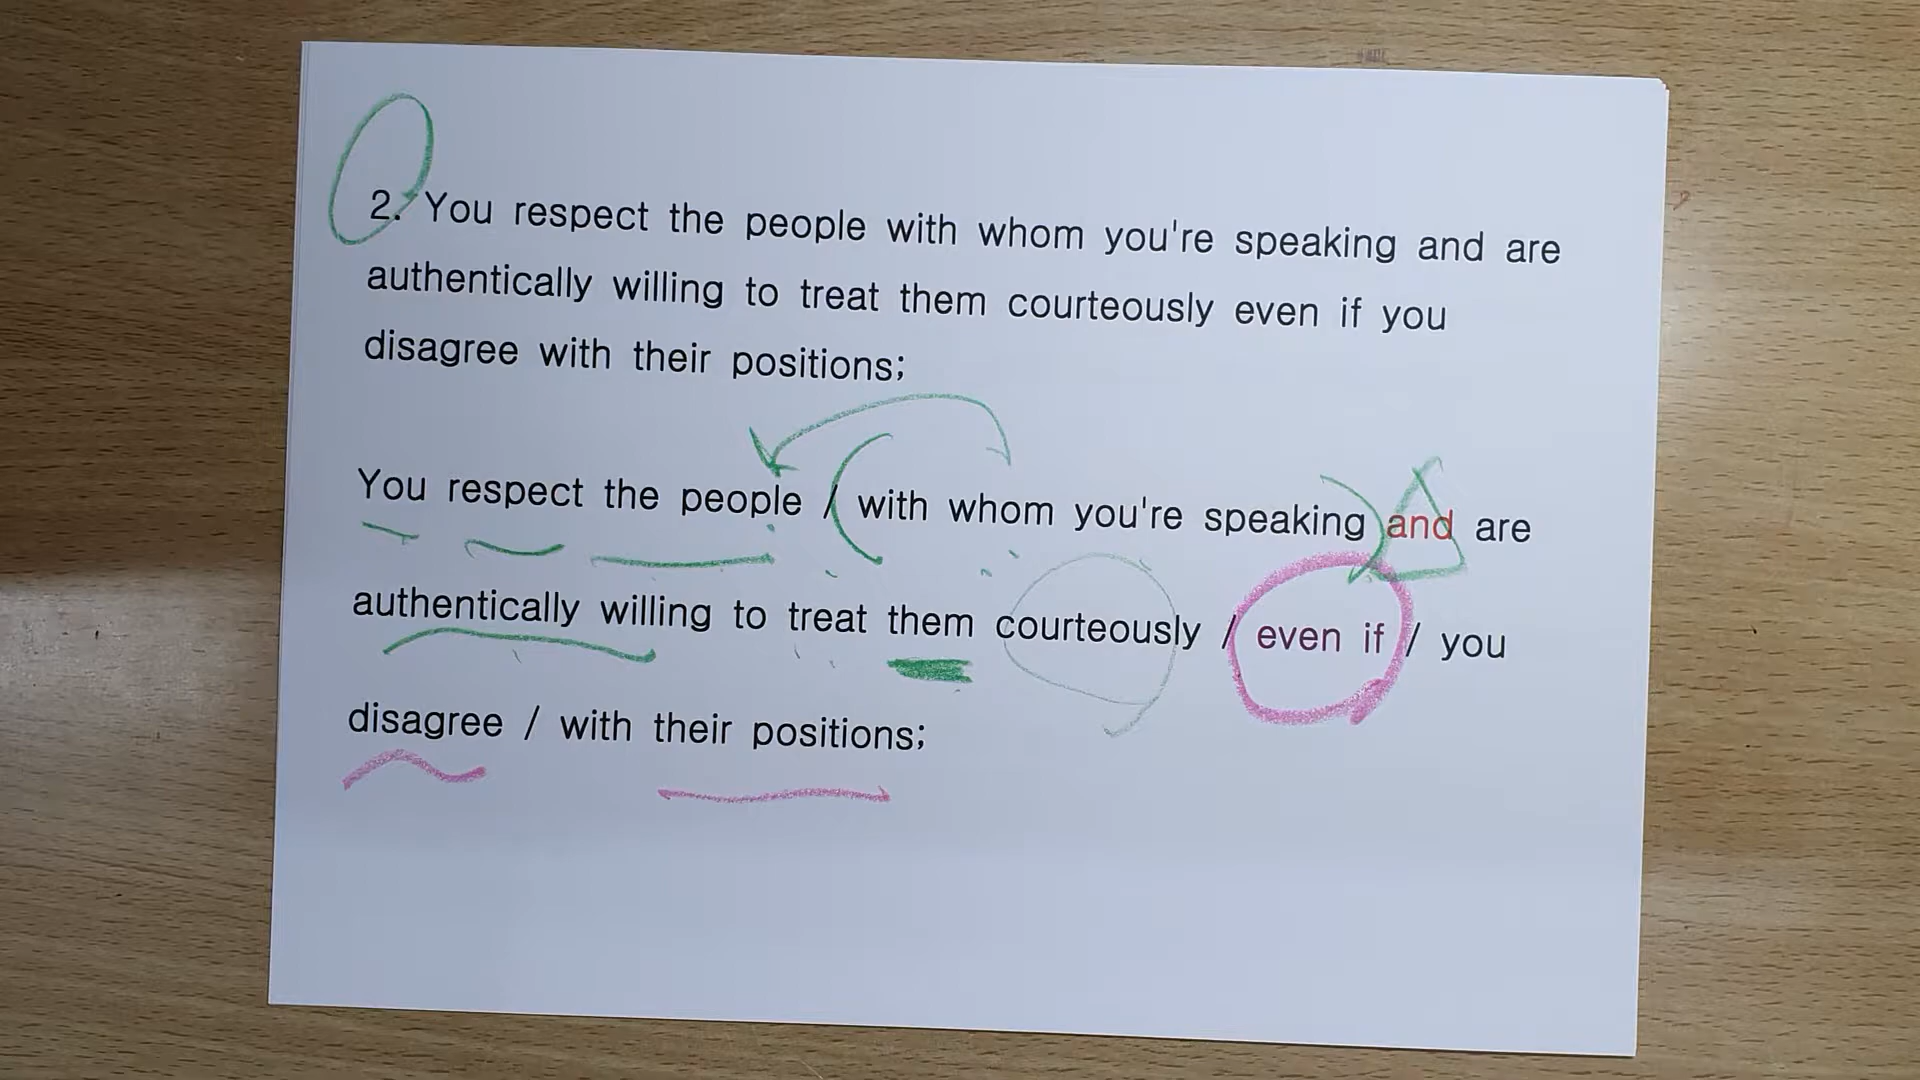 2. You respect the people with whom you're speaking and are
authentically willing to treat them courteously even if you
disagree with their positions;
You respect the people / with whom you're speaking and are
authentically willing to treat them courteously / even if / you
disagree / with their positions;